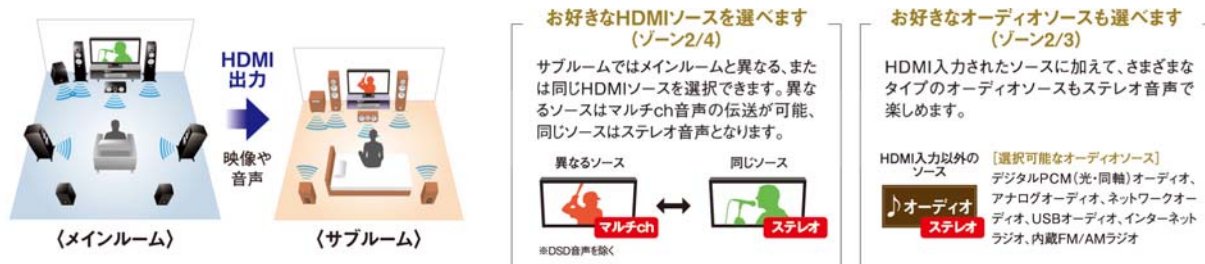 HDMI
出力
映像や
音声
〈メインルーム〉
〈サブルーム〉
お好きなHDMIソースを選べます
(ゾーン2/4)
サブルームではメインルームと異なる、また
は同じHDMIソースを選択できます。異な
るソースはマルチch音声の伝送が可能、
同じソースはステレオ音声となります。
異なるソース
同じソース
マルチch
ステレオ
※DSD音声を除く
お好きなオーディオソースも選べます
(ゾーン2/3)
HDMI入力されたソースに加えて、さまざまな
タイプのオーディオソースもステレオ音声で
楽しめます。
HDMI入力以外の
ソース
♪オーディオ
ステレオ
[選択可能なオーディオソース]
デジタルPCM(光・同軸)オーディオ、
アナログオーディオ、ネットワークオー
ディオ、USBオーディオ、インターネット
ラジオ、内蔵FM/AMラジオ